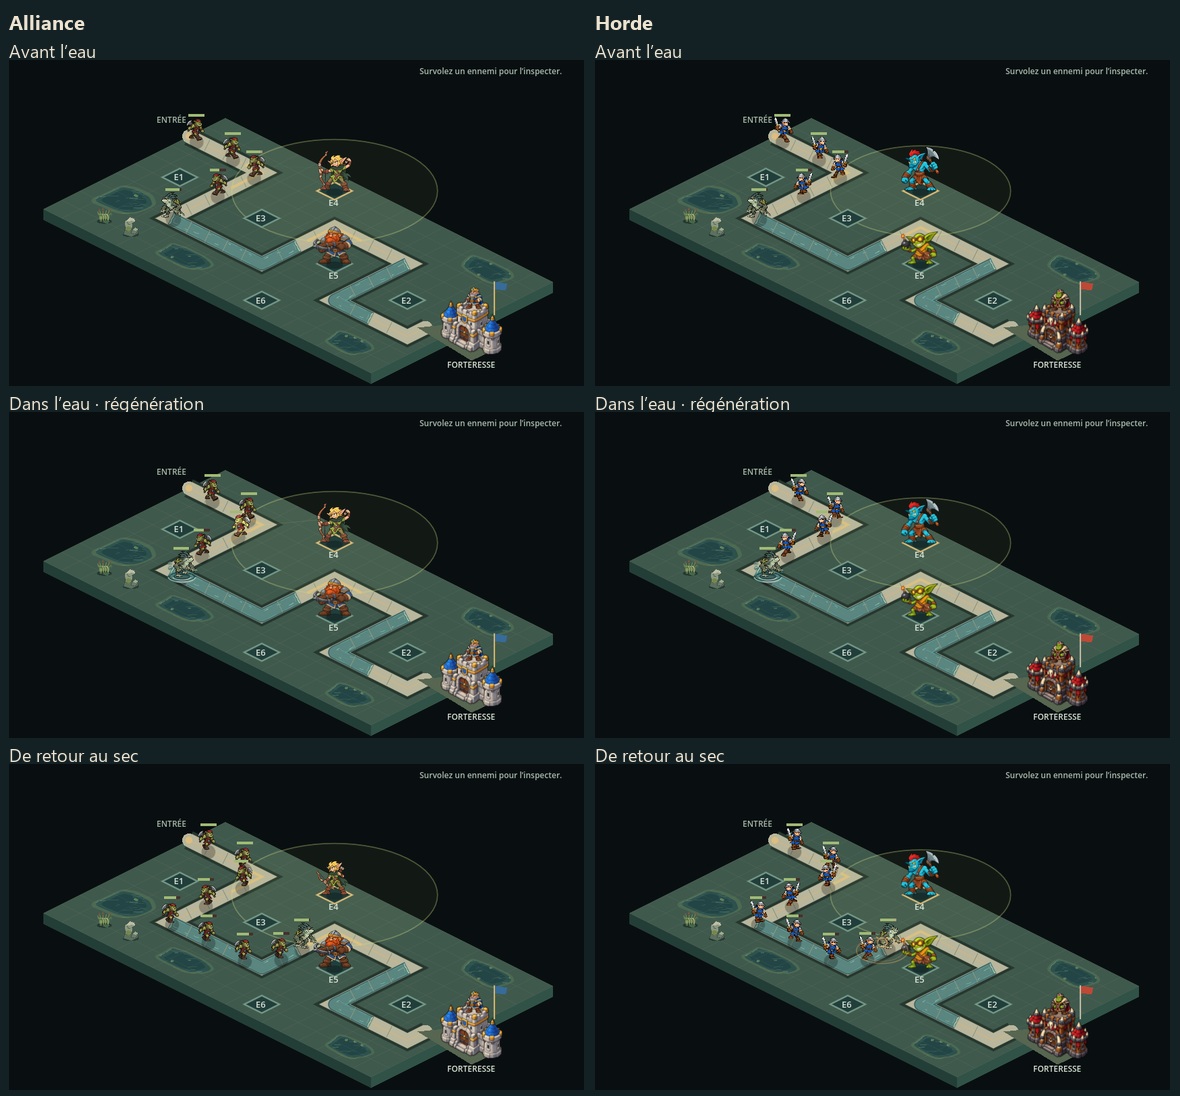 Alliance
Horde
Avant l'eau
Avant l'eau
Survolez un ennemi pour l'inspecter.
ENTRÉE
E1
E4
E3
E5
E6
E2
FORTERESSE
Survolez un ennemi pour l'inspecter.
ENTRÉE
E1
E4
E3
E5
E6
E2
FORTERESSE
Dans l'eau · régénération
Dans l'eau · régénération
Survolez un ennemi pour l'inspecter.
ENTRÉE
E1
E4
E3
E5
E6
E2
FORTERESSE
Survolez un ennemi pour l'inspecter.
ENTRÉE
E1
E4
E3
E5
E6
E2
FORTERESSE
De retour au sec
De retour au sec
Survolez un ennemi pour l'inspecter.
ENTRÉE
E1
E4
E3
E5
E6
E2
FORTERESSE
Survolez un ennemi pour l'inspecter.
ENTRÉE
E1
E4
E3
E5
E6
E2
FORTERESSE